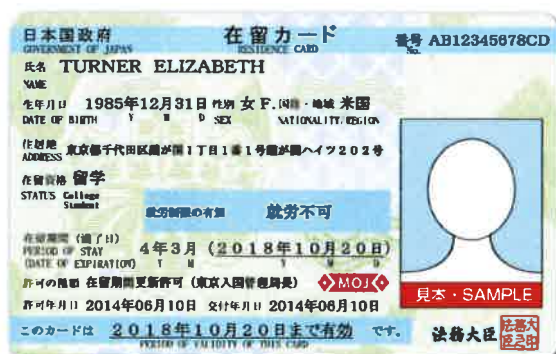 日本国政府 在留カード 番号 AB12345678CD
GOVERNMENT OF JAPAN RESIDENCE CARD No.
氏名 TURNER ELIZABETH
NAME
生年月日 1985年12月31日 性別 女 F. 国籍・地域 米国
DATE OF BIRTH Y M D SEX NATIONALITY/REGION
住居地 東京都千代田区霞が関1丁目1番1号霞が関ハイツ202号
ADDRESS
在留資格 留学
STATUS College
Student
就労制限の有無 就労不可
在留期間(満了日) 4年3月(2018年10月20日)
PERIOD OF STAY
(DATE OF EXPIRATION) Y M Y M D
許可の種類 在留期間更新許可(東京入国管理局長) MOJ
許可年月日 2014年06月10日 交付年月日 2014年06月10日
見本・SAMPLE
このカードは 2018年10月20日まで有効 です。
PERIOD OF VALIDITY OF THIS CARD
法務大臣